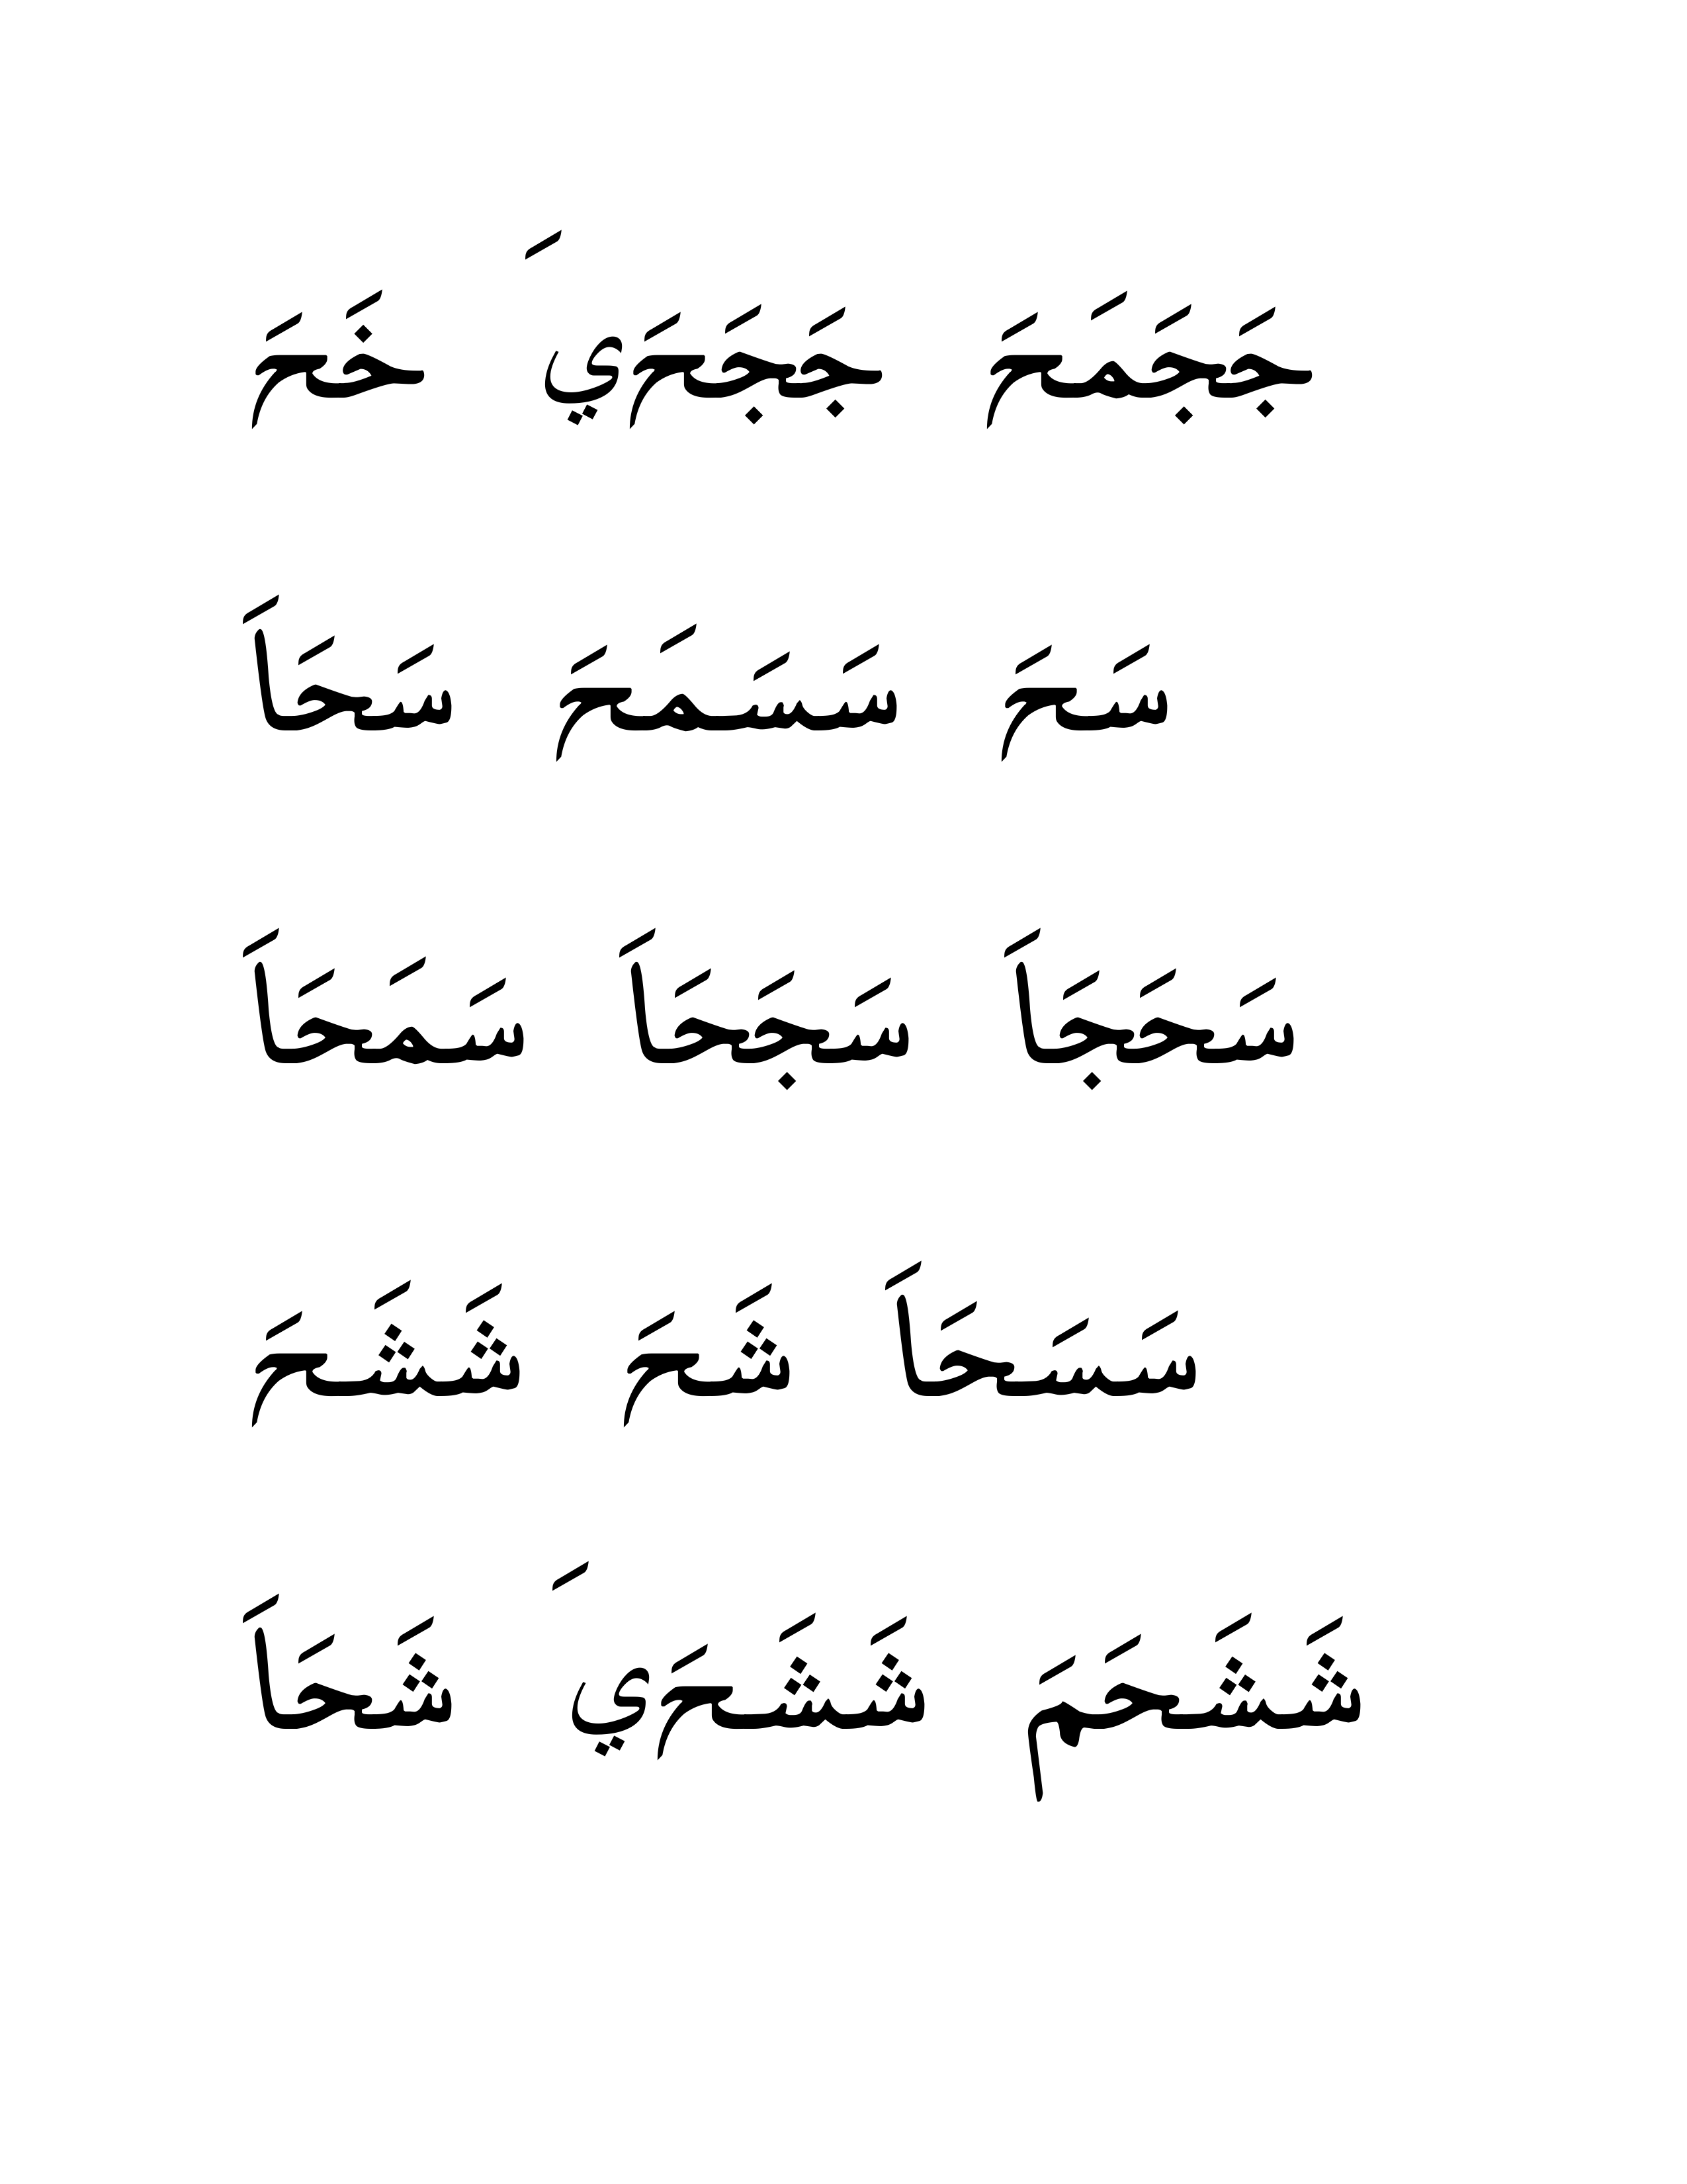 جَجَمَحَ جَجَحَ يَ خَحَ
سَحَ سَسَمَحَ سَحَاَ
سَحَجَاَ سَجَحَاَ سَمَحَاَ
سَسَحَاَ شَحَ شَشَحَ
شَشَحَمَ شَشَحَ يَ شَحَاَ